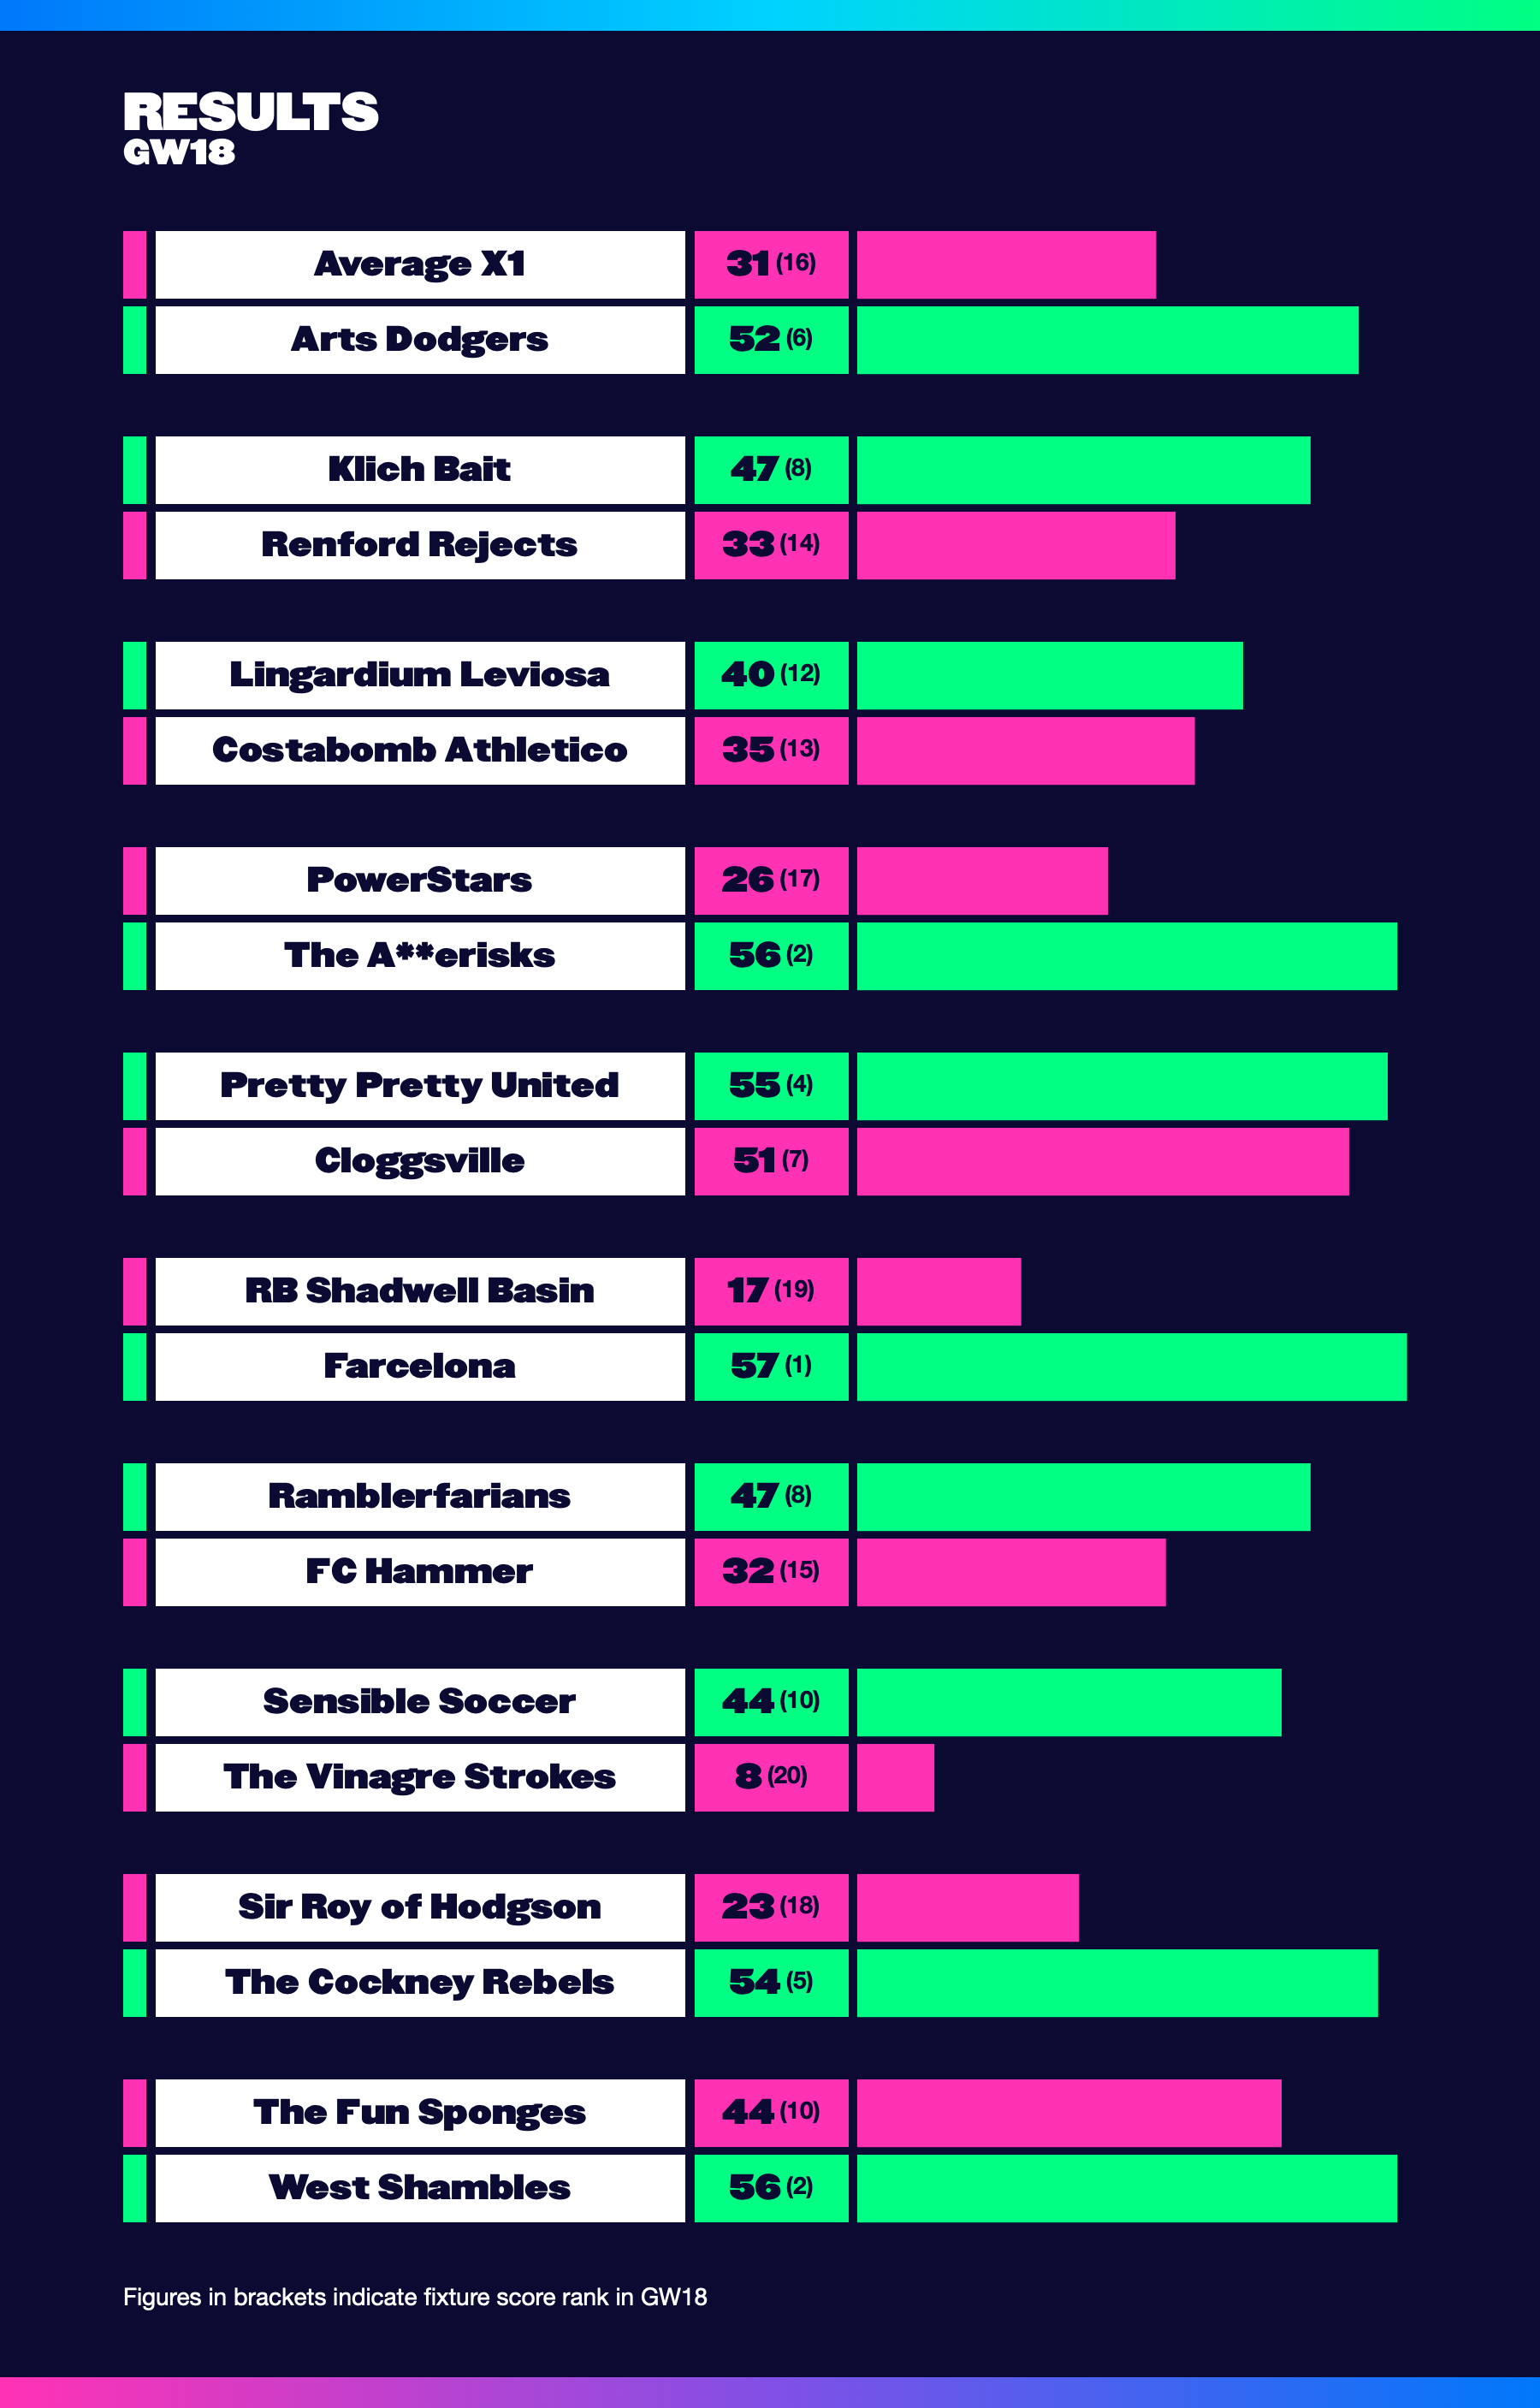 RESULTS
GW18
Average X1 31 (16)
Arts Dodgers 52 (6)
Klich Bait 47 (8)
Renford Rejects 33 (14)
Lingardium Leviosa 40 (12)
Costabomb Athletico 35 (13)
PowerStars 26 (17)
The A**erisks 56 (2)
Pretty Pretty United 55 (4)
Cloggsville 51 (7)
RB Shadwell Basin 17 (19)
Farcelona 57 (1)
Ramblerfarians 47 (8)
FC Hammer 32 (15)
Sensible Soccer 44 (10)
The Vinagre Strokes 8 (20)
Sir Roy of Hodgson 23 (18)
The Cockney Rebels 54 (5)
The Fun Sponges 44 (10)
West Shambles 56 (2)
Figures in brackets indicate fixture score rank in GW18